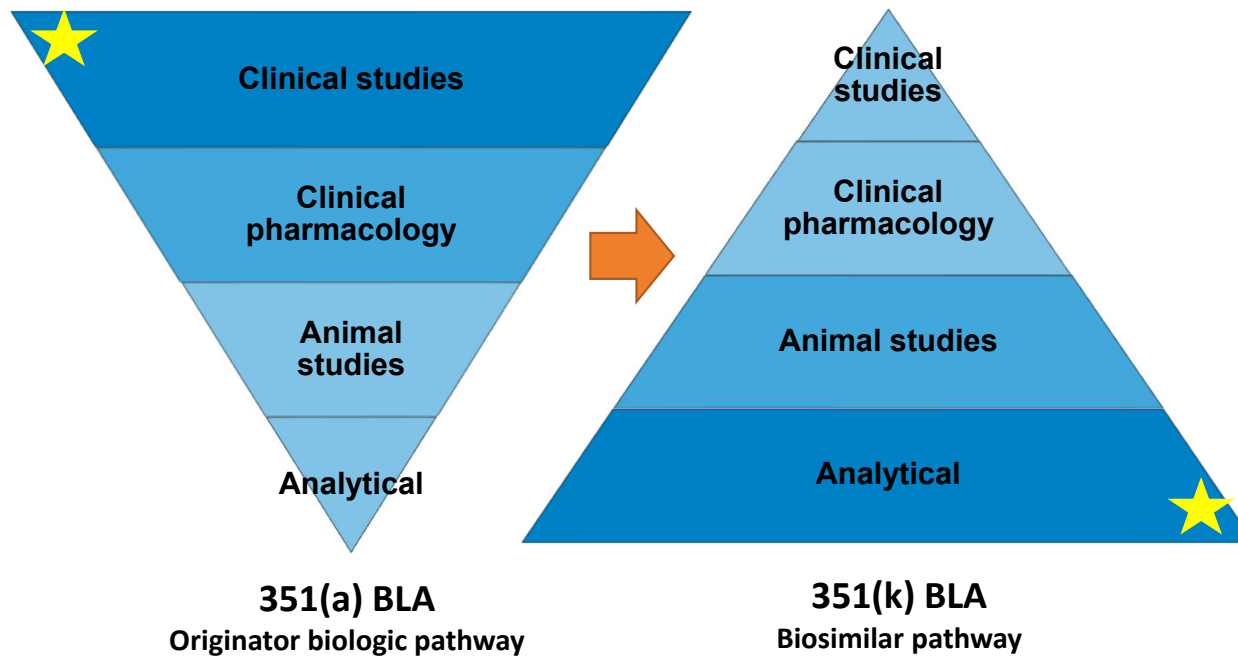 Clinical studies
Clinical
pharmacology
Animal
studies
Analytical
351(a) BLA
Originator biologic pathway
Clinical
studies
Clinical
pharmacology
Animal studies
Analytical
351(k) BLA
Biosimilar pathway